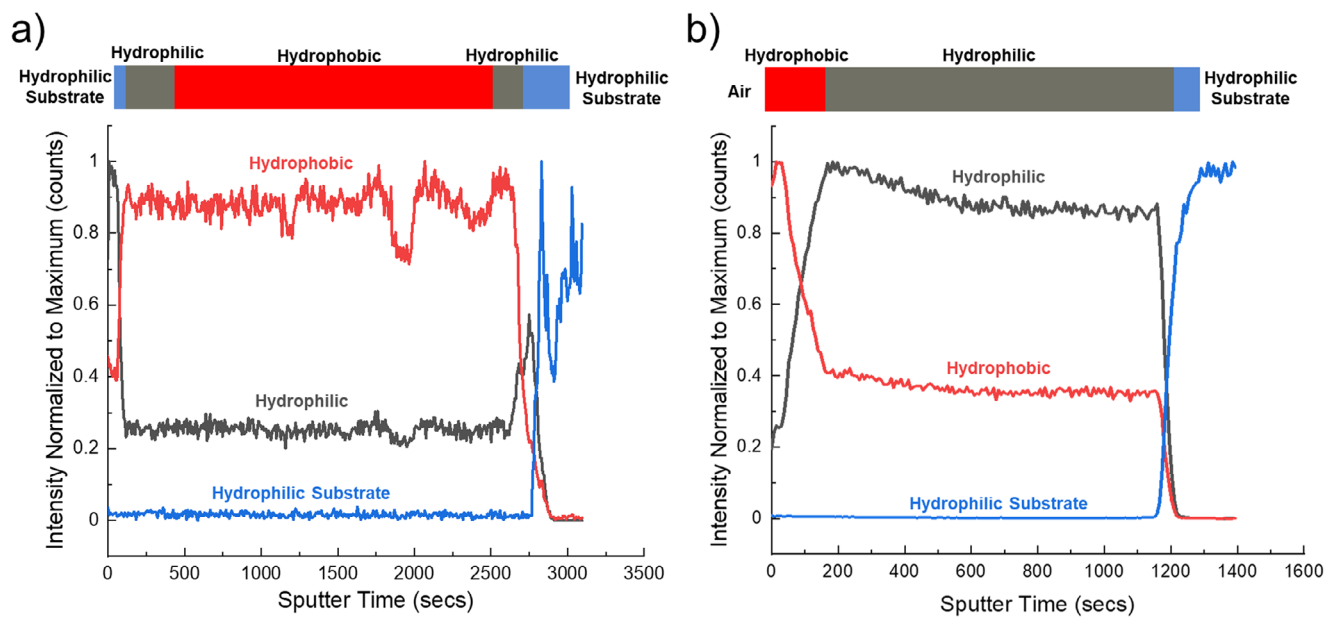 a)
Hydrophilic
Hydrophobic
Hydrophilic
Hydrophilic
Substrate
Hydrophilic
Substrate
Intensity Normalized to Maximum (counts)
1
0.8
0.6
0.4
0.2
0
Hydrophobic
Hydrophilic
Hydrophilic Substrate
0
500
1000
1500
2000
2500
3000
3500
Sputter Time (secs)
b)
Hydrophobic
Hydrophilic
Air
Hydrophilic
Substrate
Intensity Normalized to Maximum (counts)
1
0.8
0.6
0.4
0.2
0
Hydrophilic
Hydrophobic
Hydrophilic Substrate
0
200
400
600
800
1000
1200
1400
1600
Sputter Time (secs)